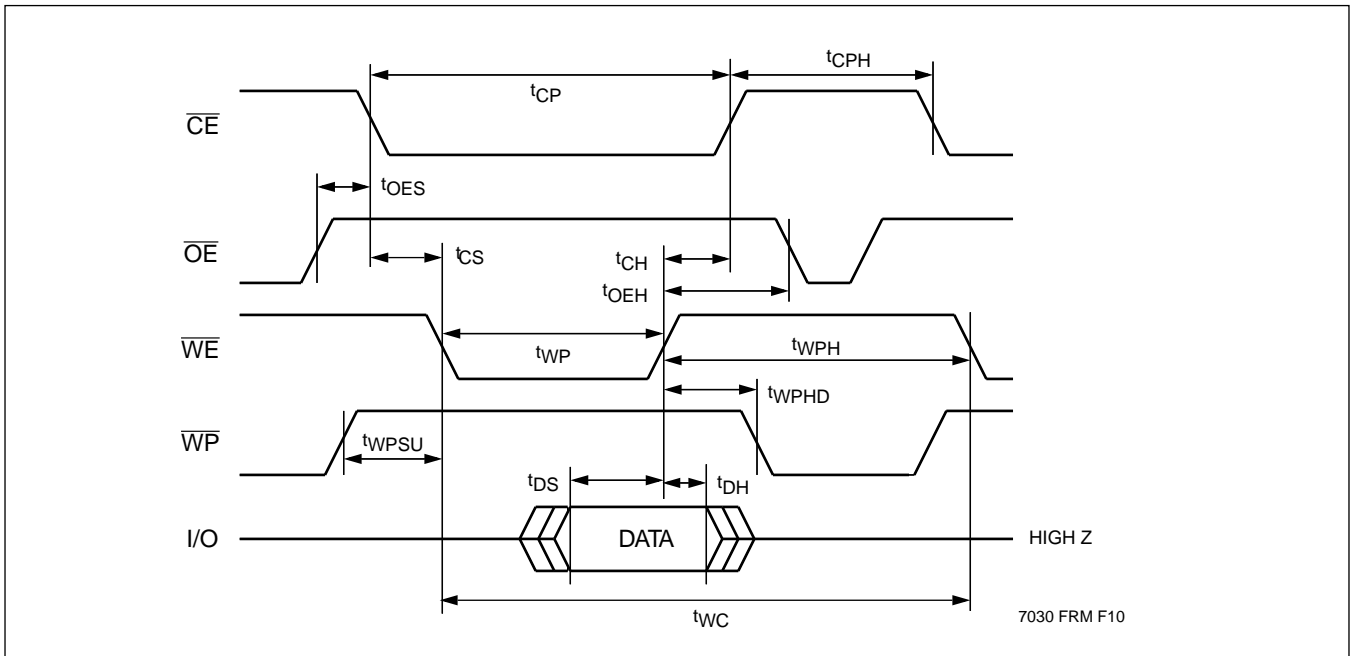 tCPH
tCP
CE
tOES
OE
tCS
tCH
tOEH
WE
tWP
tWPH
tWPHD
WP
tWPSU
tDS
tDH
I/O
DATA
HIGH Z
tWC
7030 FRM F10